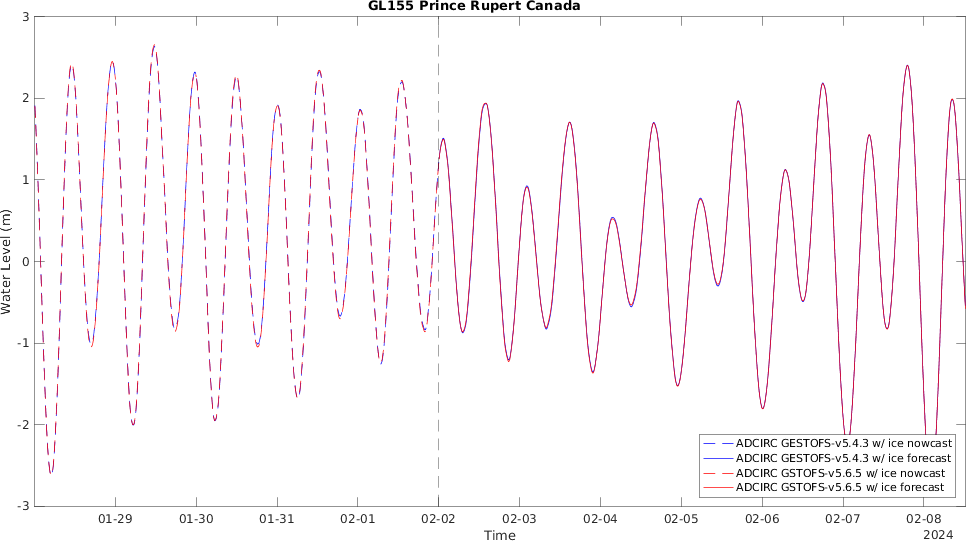 GL155 Prince Rupert Canada
3
2
1
0
-1
-2
-3
Water Level (m)
ADCIRC GESTOFS-v5.4.3 w/ ice nowcast
ADCIRC GESTOFS-v5.4.3 w/ ice forecast
ADCIRC GSTOFS-v5.6.5 w/ ice nowcast
ADCIRC GSTOFS-v5.6.5 w/ ice forecast
01-29 01-30 01-31 02-01 02-02 02-03 02-04 02-05 02-06 02-07 02-08
Time
2024